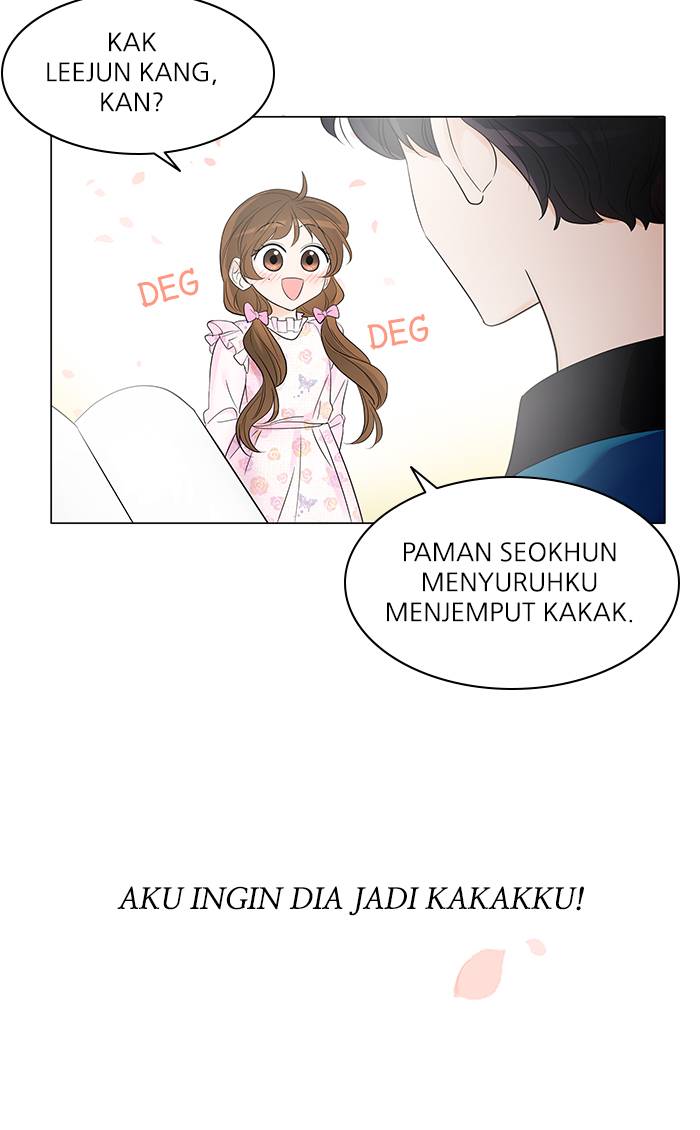 KAK
LEEJUN KANG,
KAN?
DEG
DEG
PAMAN SEOKHUN
MENYURUHKU
MENJEMPUT KAKAK.
AKU INGIN DIA JADI KAKAKKU!